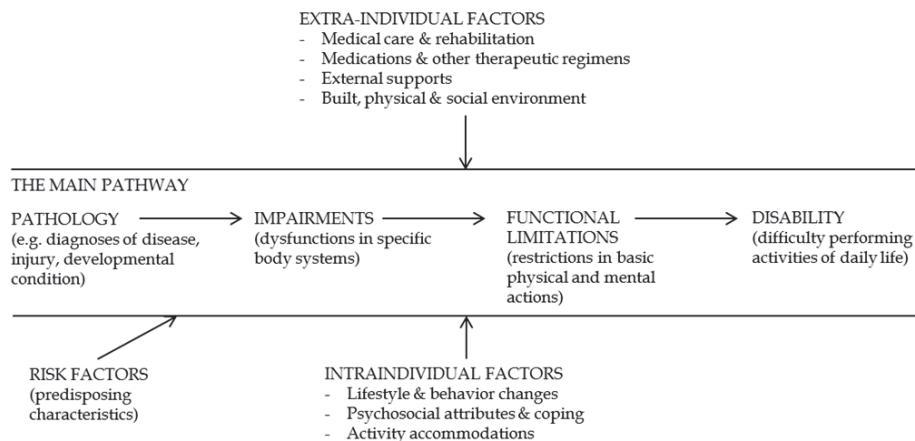 EXTRA-INDIVIDUAL FACTORS
- Medical care & rehabilitation
- Medications & other therapeutic regimens
- External supports
- Built, physical & social environment
THE MAIN PATHWAY
PATHOLOGY
(e.g. diagnoses of disease,
injury, developmental
condition)
IMPAIRMENTS
(dysfunctions in specific
body systems)
FUNCTIONAL
LIMITATIONS
(restrictions in basic
physical and mental
actions)
DISABILITY
(difficulty performing
activities of daily life)
RISK FACTORS
(predisposing
characteristics)
INTRAINDIVIDUAL FACTORS
- Lifestyle & behavior changes
- Psychosocial attributes & coping
- Activity accommodations